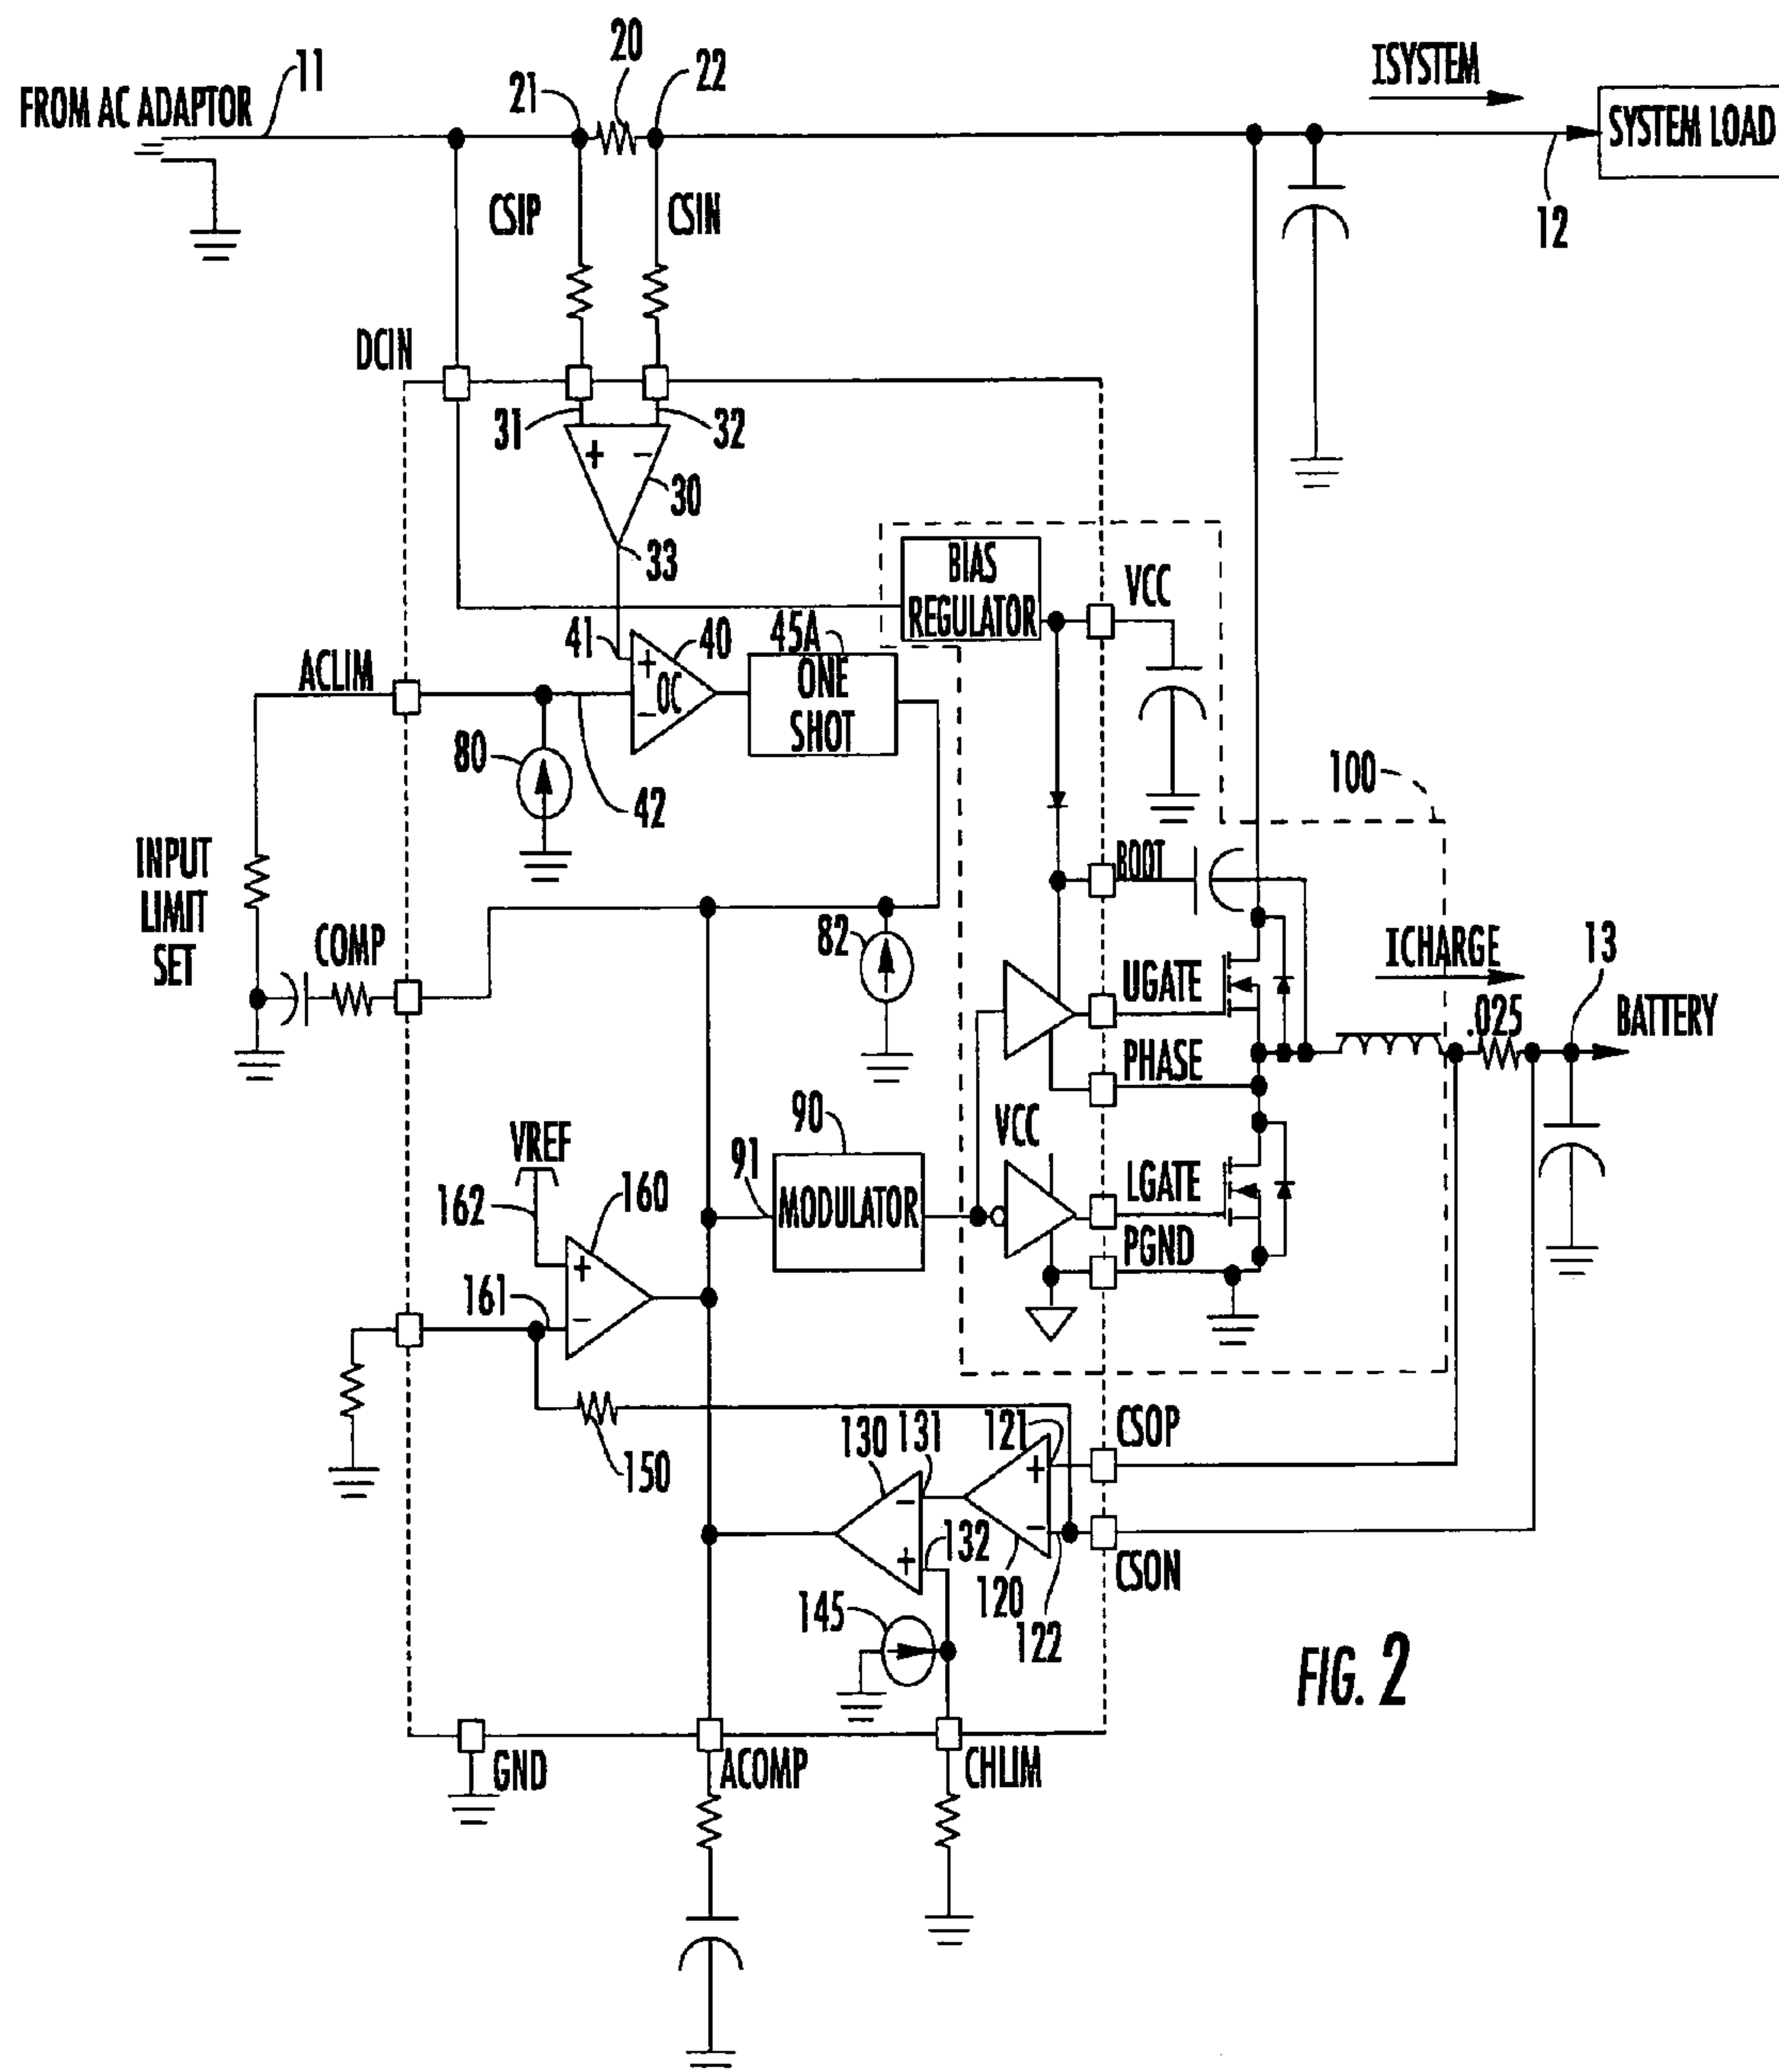 20
11
22
ISYSTEM
21
FROM AC ADAPTOR
SYSTEM LOAD
CSIP
CSIN
12
DCIN
31
32
+
−
30
33
BIAS
REGULATOR
VCC
45A
41
40
ACLIM
+
OC
−
ONE
SHOT
80
42
100
INPUT
LIMIT
SET
BOOT
COMP
82
ICHARGE
13
UGATE
.025
BATTERY
PHASE
90
VCC
VREF
91
162
160
MODULATOR
LGATE
PGND
+
161
−
130
131
121
CSOP
150
+
−
−
+
132
120
122
CSON
145
FIG. 2
GND
ACOMP
CHLIM